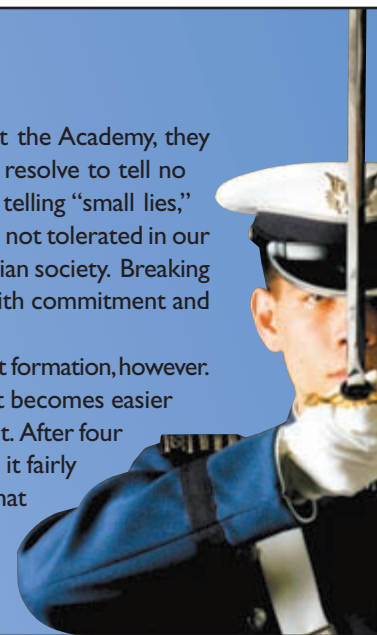 t the Academy, they
resolve to tell no
telling “small lies,”
not tolerated in our
ian society. Breaking
ith commitment and
t formation, however.
t becomes easier
t. After four
it fairly
hat